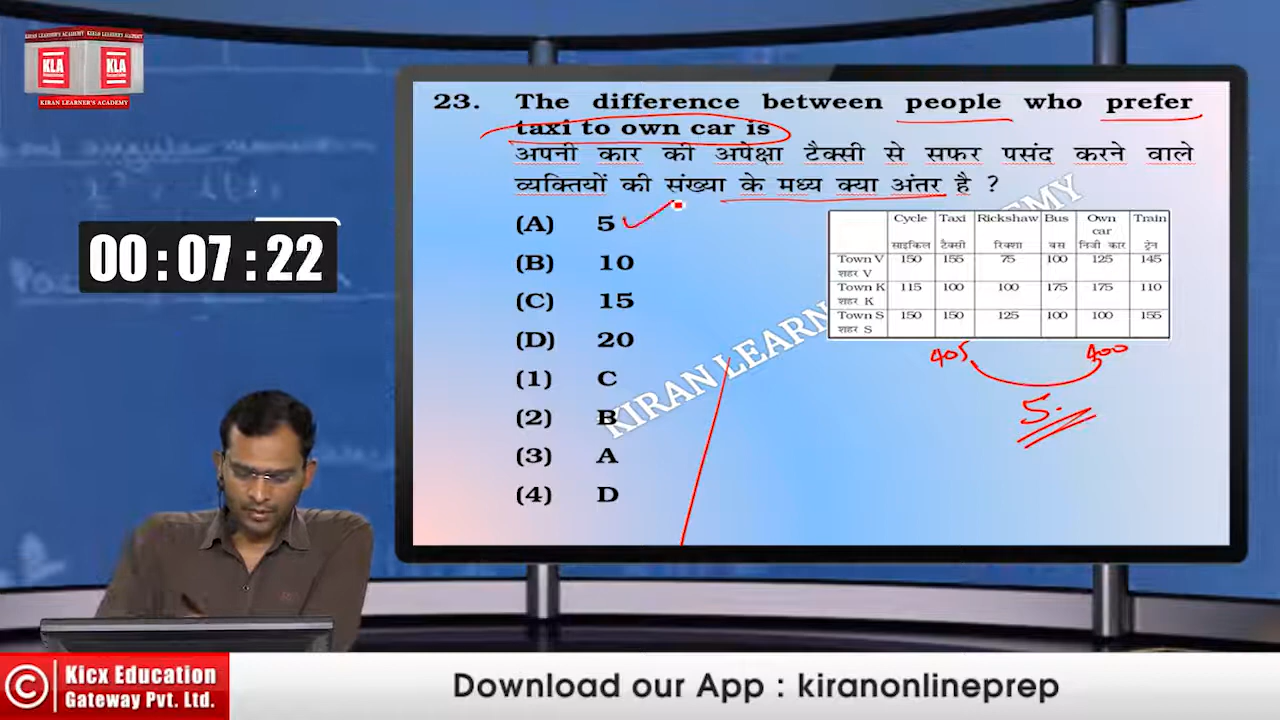 KIRAN LEARNER'S ACADEMY KIRAN LEARNER'S ACADEMY
KLA KLA
KIRAN LEARNER'S ACADEMY
00:07:22
23. The difference between people who prefer
taxi to own car is
अपनी कार की अपेक्षा टैक्सी से सफर पसंद करने वाले
व्यक्तियों की संख्या के मध्य क्या अंतर है ?
(A) 5
(B) 10
(C) 15
(D) 20
(1) C
(2) B
(3) A
(4) D
Cycle Taxi Rickshaw Bus Own car Train
साइकिल टैक्सी रिक्शा बस निजी कार ट्रेन
Town V 150 155 75 100 125 145
शहर V
Town K 115 100 100 175 175 110
शहर K
Town S 150 150 125 100 100 155
शहर S
405 400
5.
KIRAN LEARN
EMY
© Kicx Education
Gateway Pvt. Ltd.
Download our App : kiranonlineprep